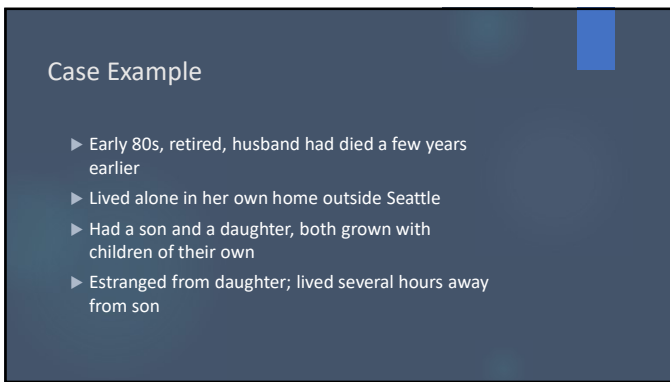 Case Example
▶ Early 80s, retired, husband had died a few years
earlier
▶ Lived alone in her own home outside Seattle
▶ Had a son and a daughter, both grown with
children of their own
▶ Estranged from daughter; lived several hours away
from son